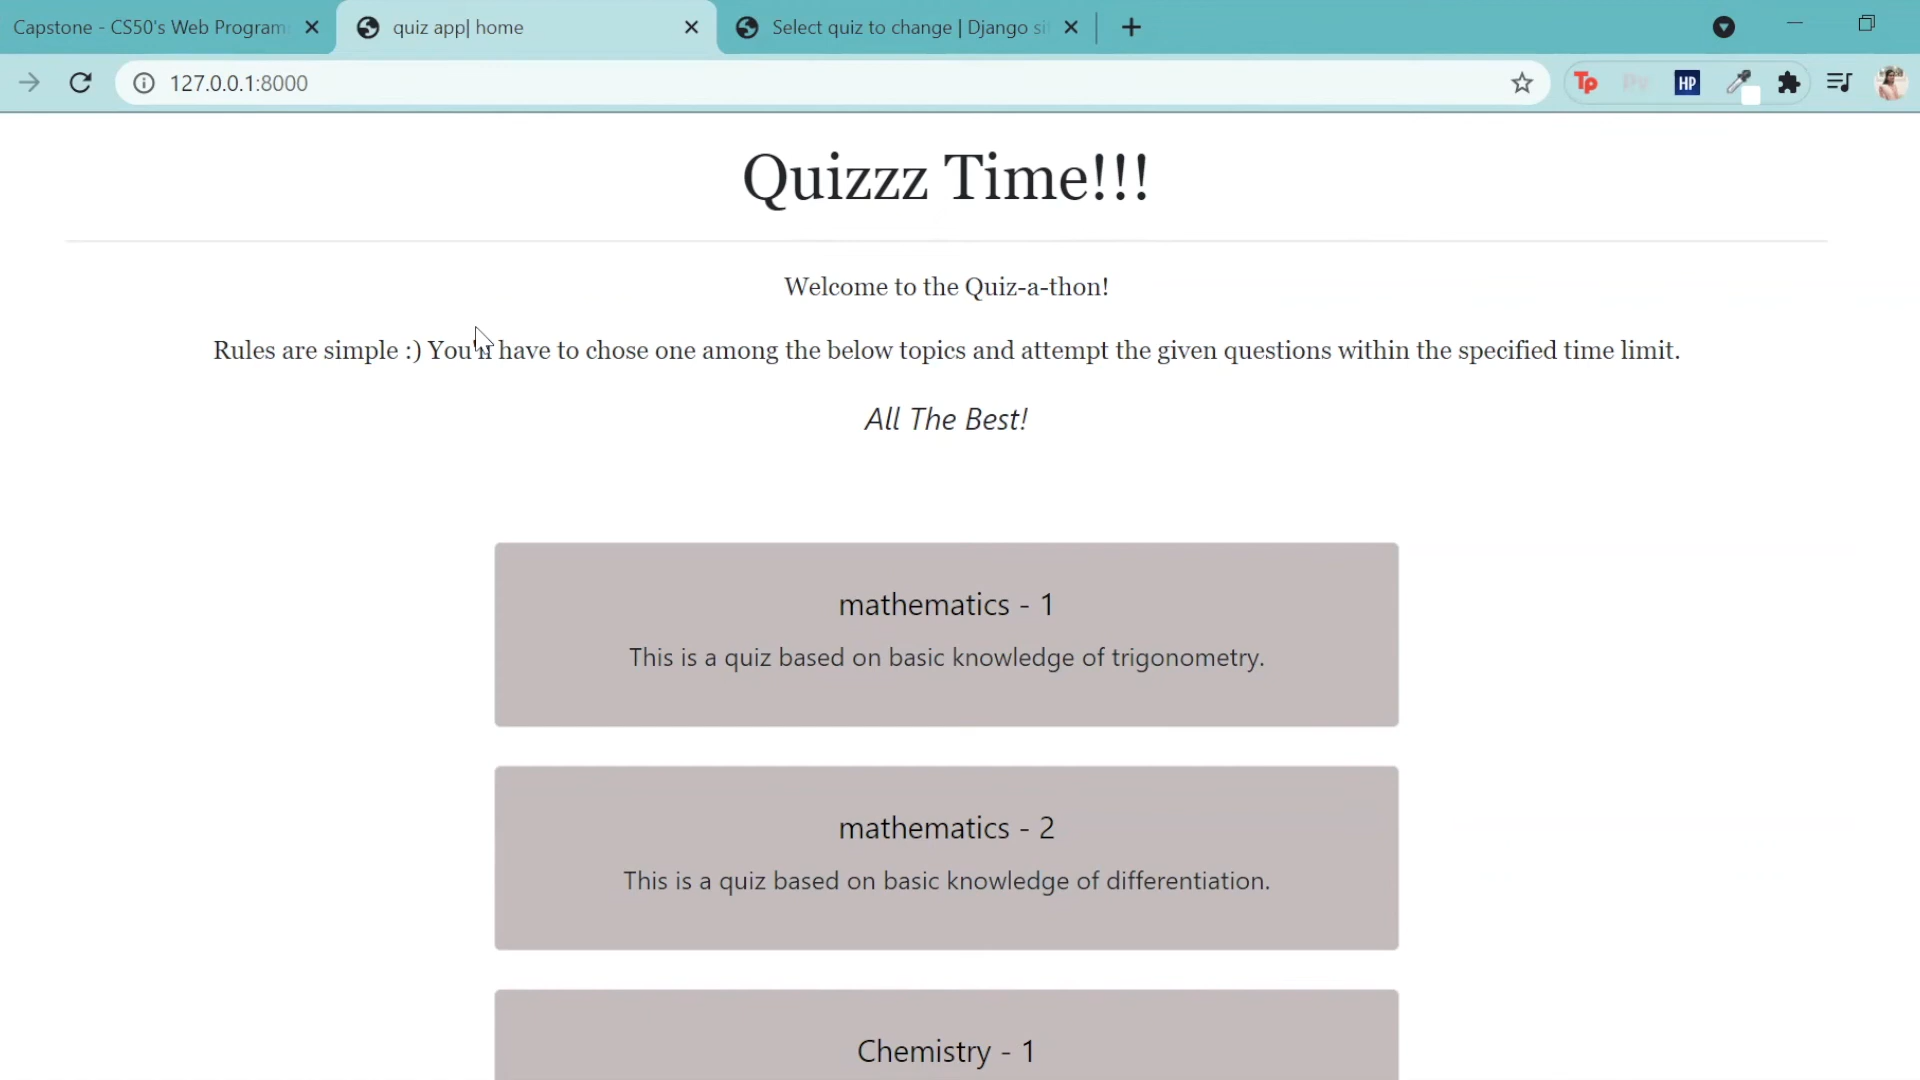 Capstone - CS50's Web Program
quiz app| home
Select quiz to change | Django si
127.0.0.1:8000
Tp
HP
Quizzz Time!!!
Welcome to the Quiz-a-thon!
Rules are simple :) You'll have to chose one among the below topics and attempt the given questions within the specified time limit.
All The Best!
mathematics - 1
This is a quiz based on basic knowledge of trigonometry.
mathematics - 2
This is a quiz based on basic knowledge of differentiation.
Chemistry - 1